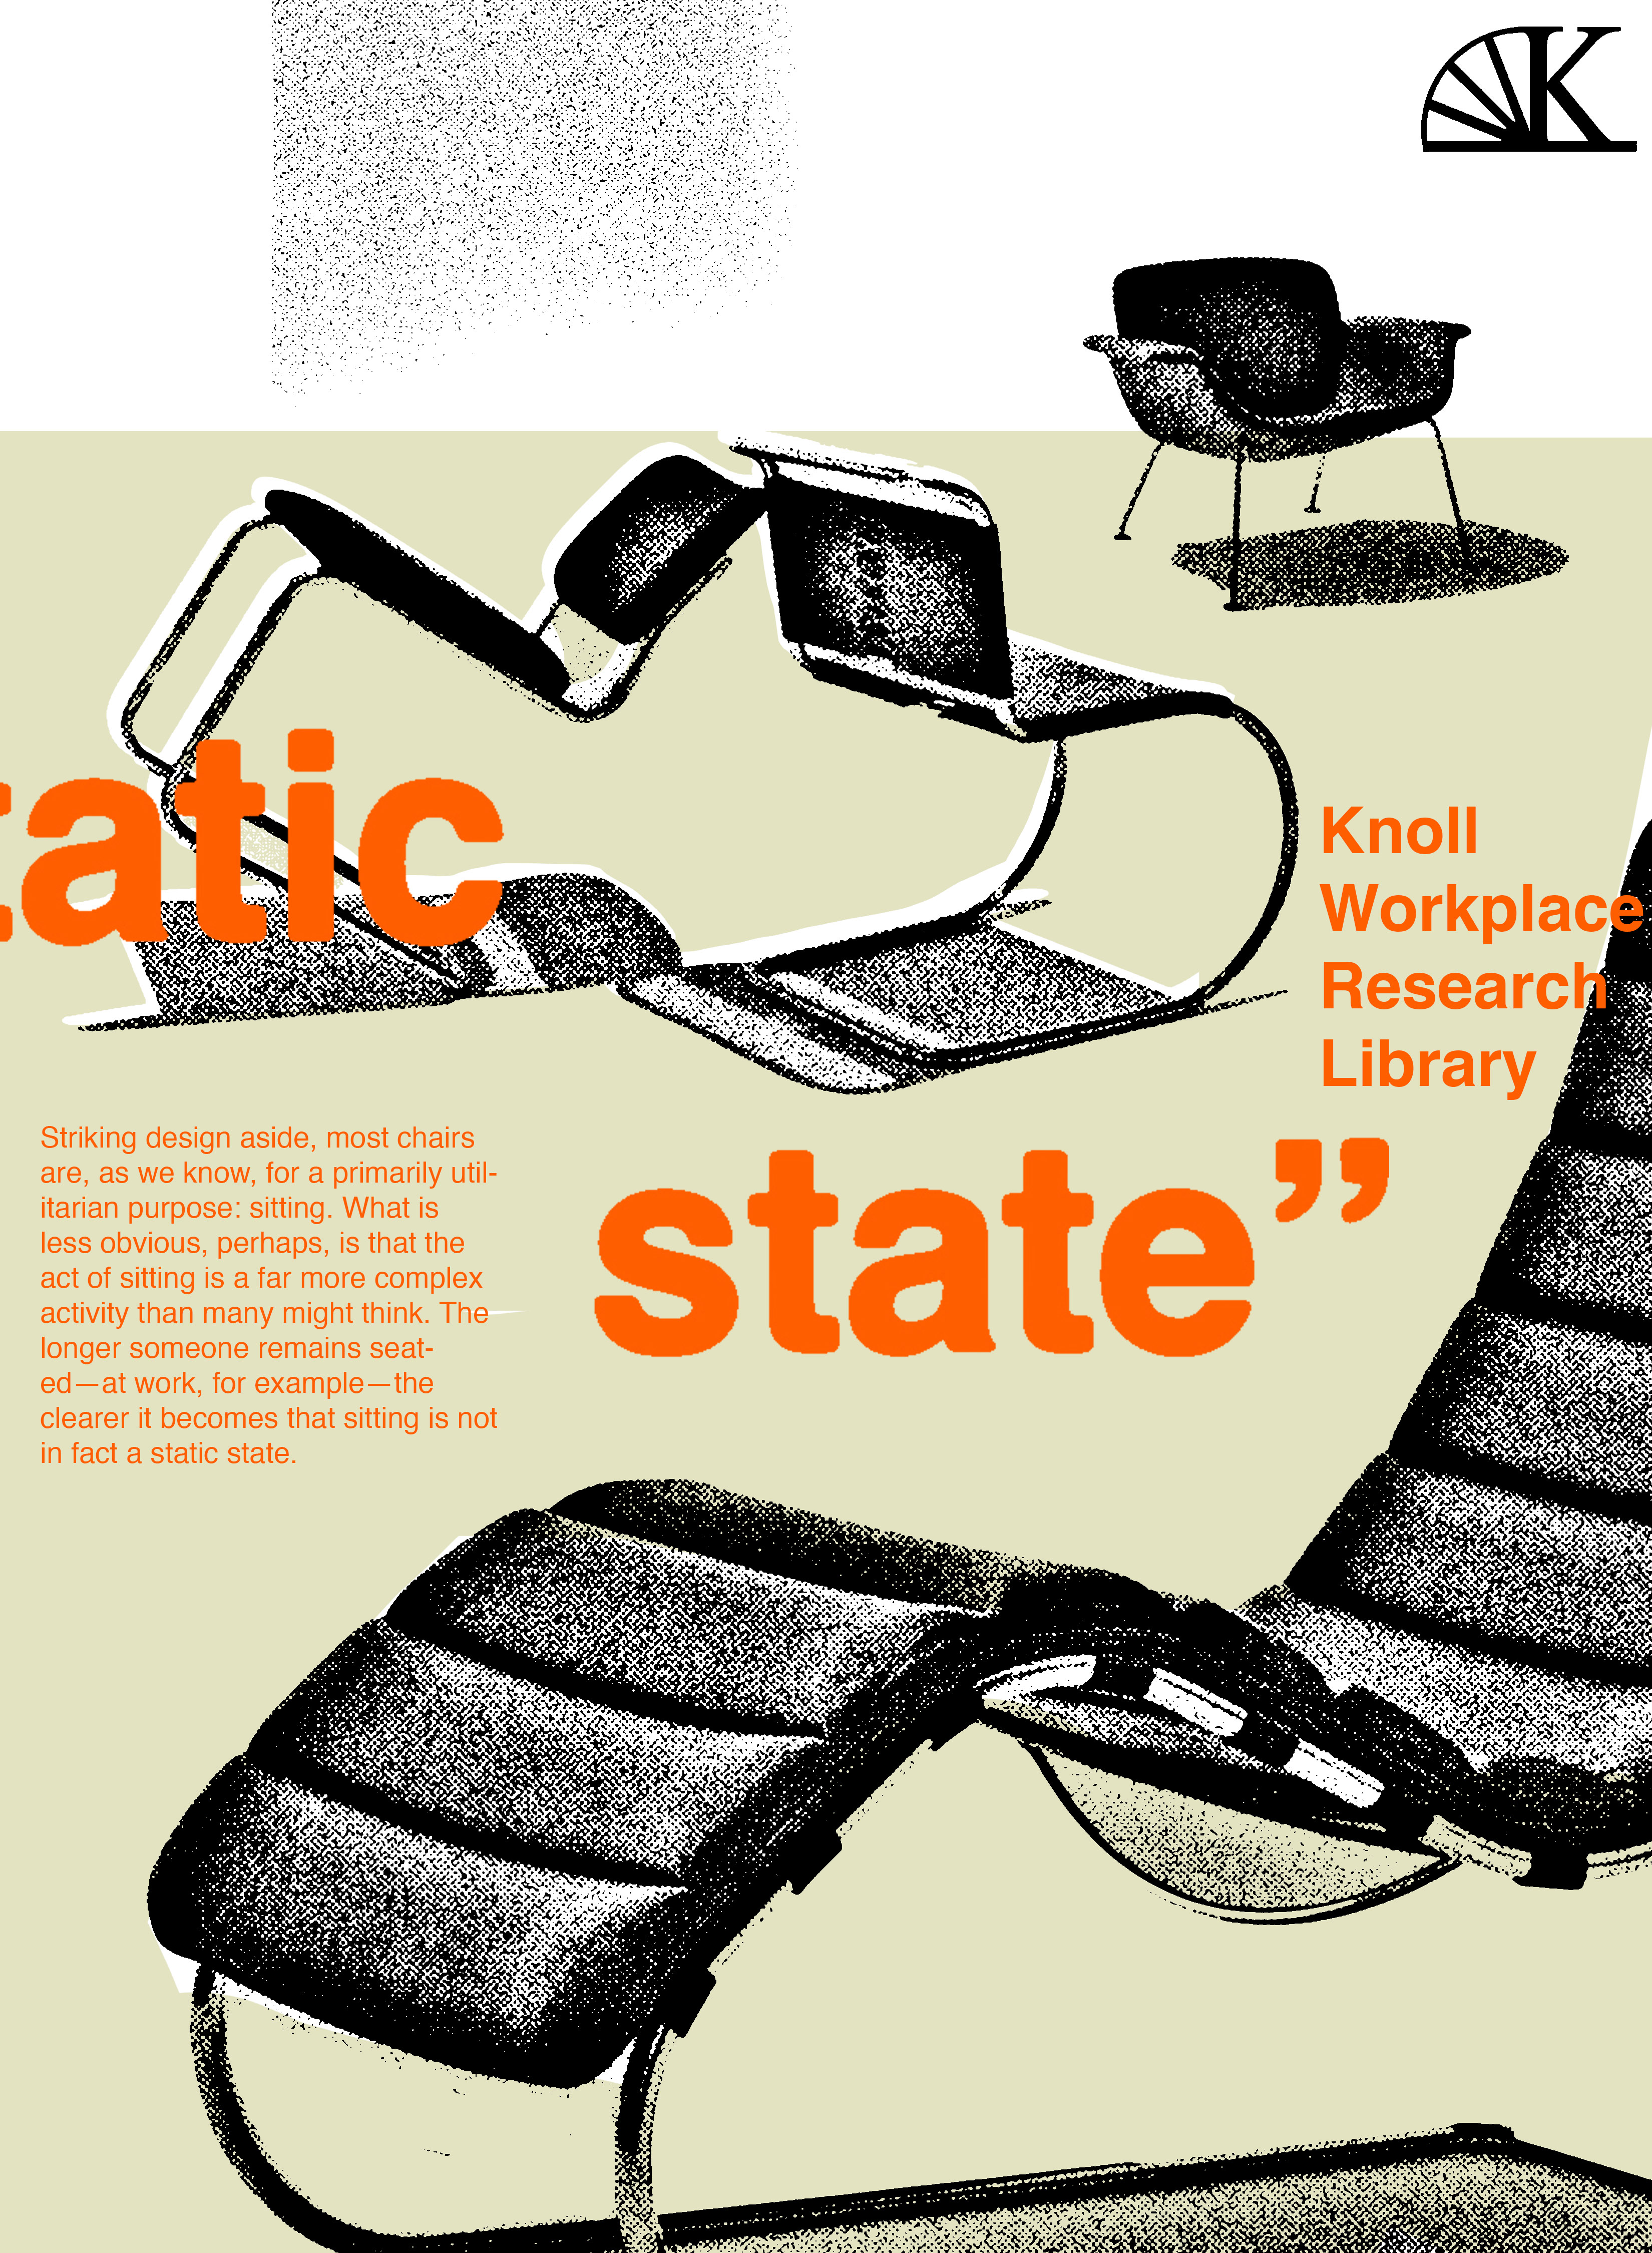 K
tatic
Knoll
Workplace
Research
Library
Striking design aside, most chairs
are, as we know, for a primarily util-
itarian purpose: sitting. What is
less obvious, perhaps, is that the
act of sitting is a far more complex
activity than many might think. The
longer someone remains seat-
ed—at work, for example—the
clearer it becomes that sitting is not
in fact a static state.
state”